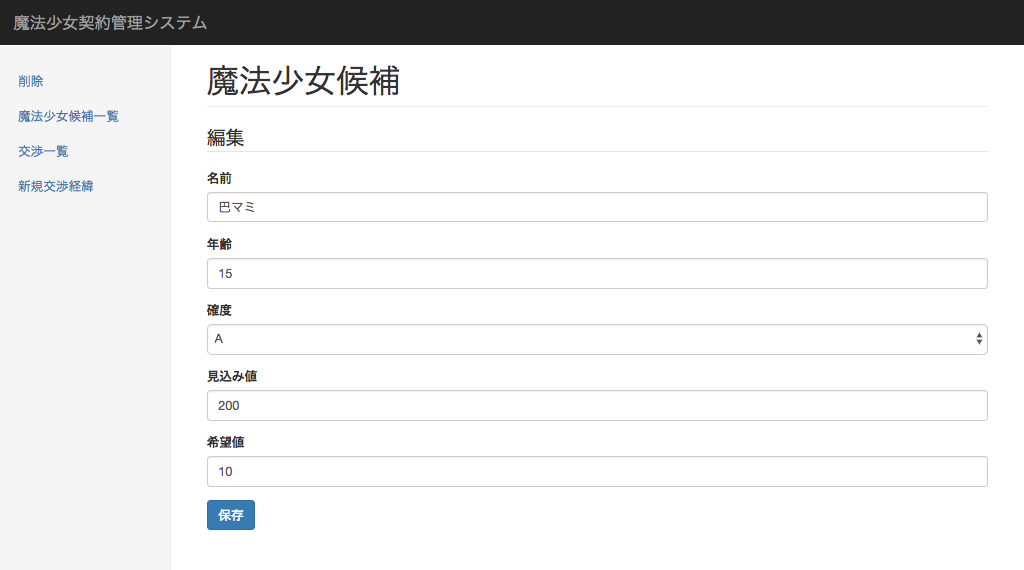 魔法少女契約管理システム
削除
魔法少女候補一覧
交渉一覧
新規交渉経緯
魔法少女候補
編集
名前
巴マミ
年齢
15
確度
A
見込み値
200
希望値
10
保存